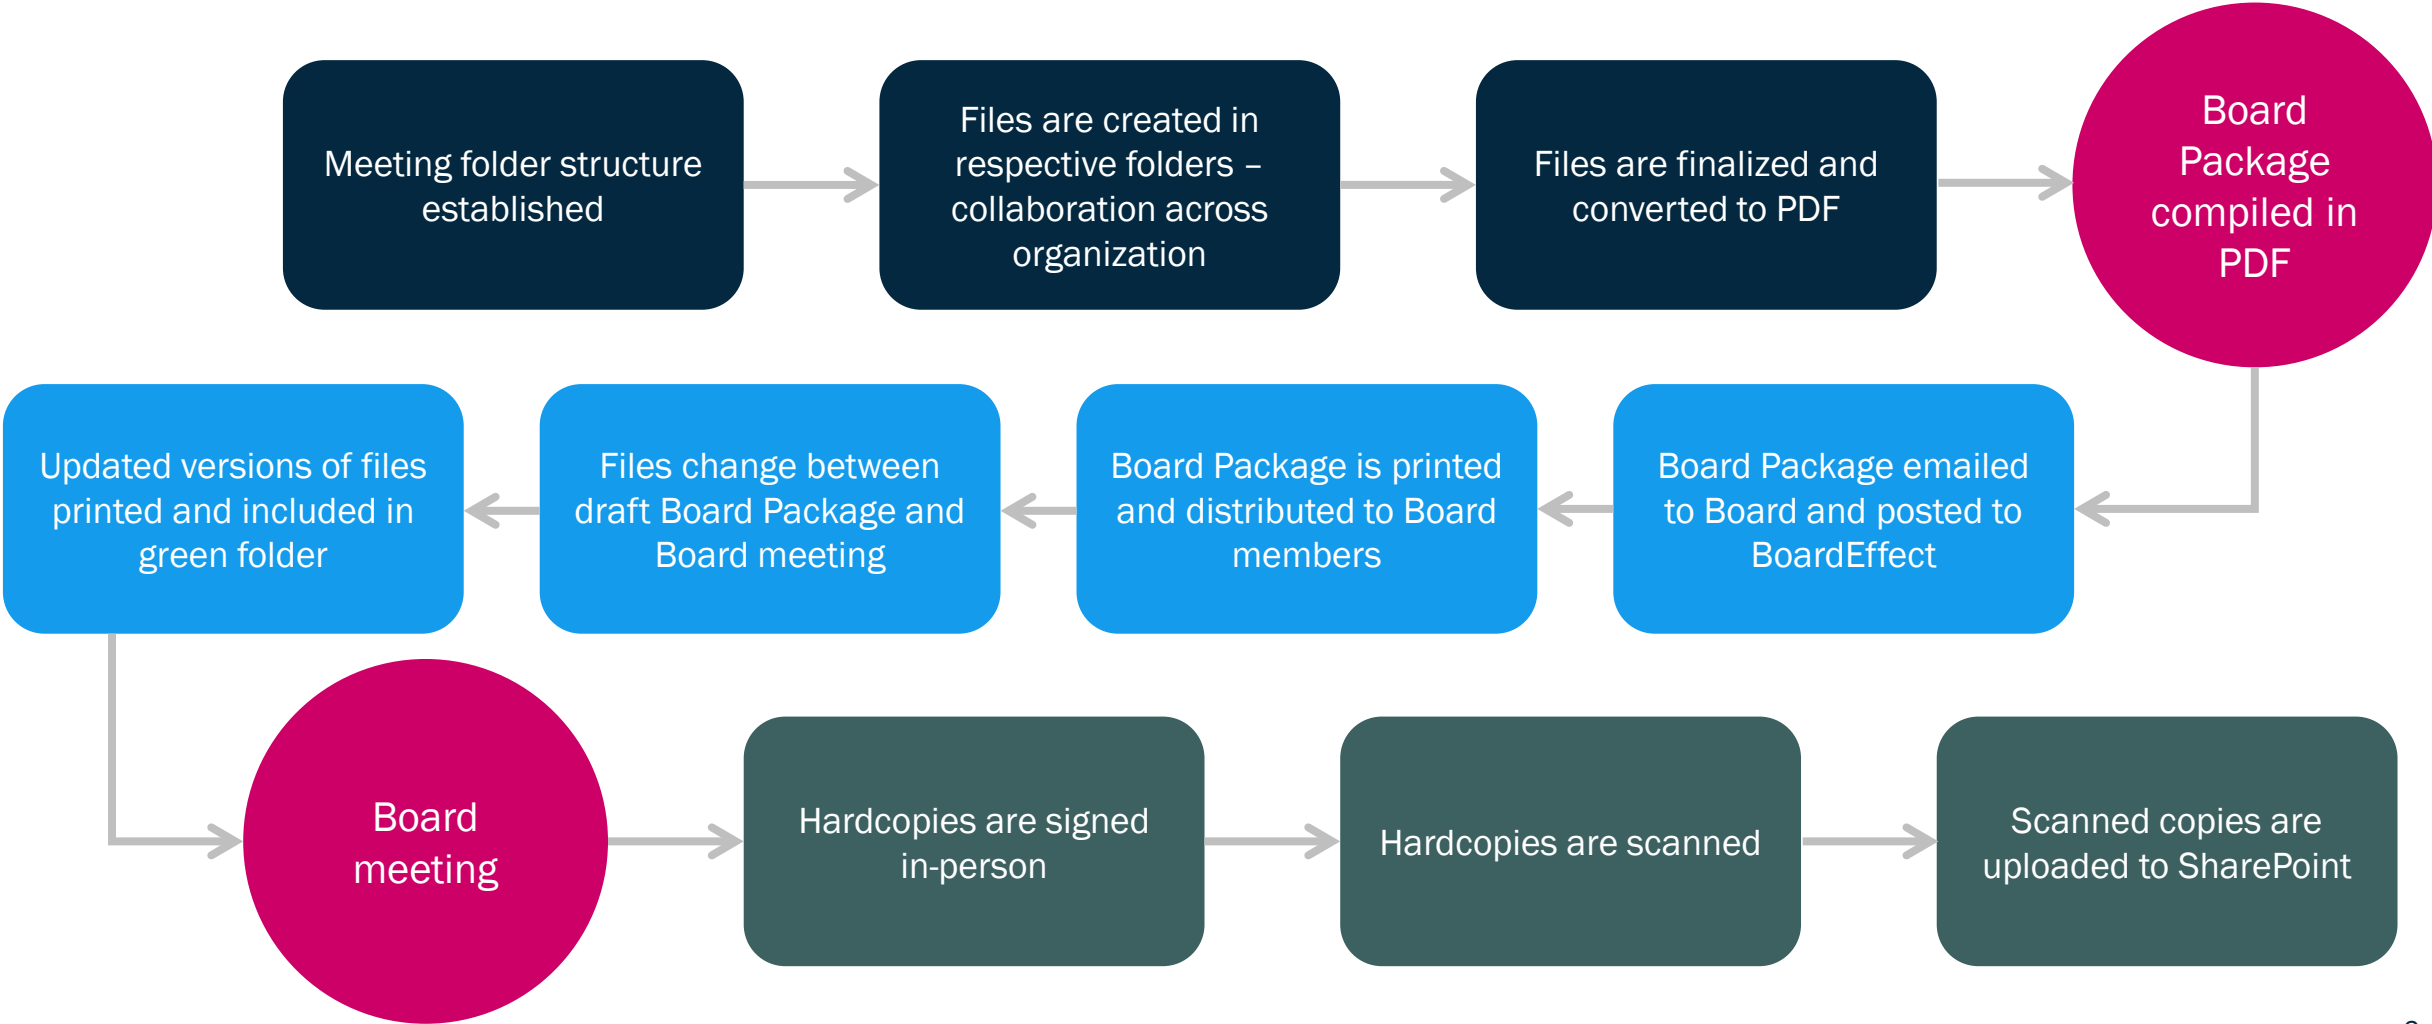 Meeting folder structure
established
Files are created in
respective folders –
collaboration across
organization
Files are finalized and
converted to PDF
Board
Package
compiled in
PDF
Board Package emailed
to Board and posted to
BoardEffect
Board Package is printed
and distributed to Board
members
Files change between
draft Board Package and
Board meeting
Updated versions of files
printed and included in
green folder
Board
meeting
Hardcopies are signed
in-person
Hardcopies are scanned
Scanned copies are
uploaded to SharePoint